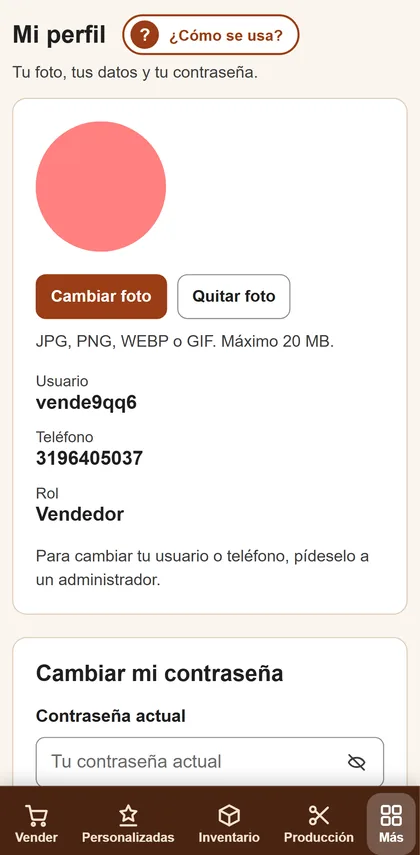 Mi perfil
? ¿Cómo se usa?
Tu foto, tus datos y tu contraseña.
Cambiar foto
Quitar foto
JPG, PNG, WEBP o GIF. Máximo 20 MB.
Usuario
vende9qq6
Teléfono
3196405037
Rol
Vendedor
Para cambiar tu usuario o teléfono, pídeselo a
un administrador.
Cambiar mi contraseña
Contraseña actual
Tu contraseña actual
Vender
Personalizadas
Inventario
Producción
Más